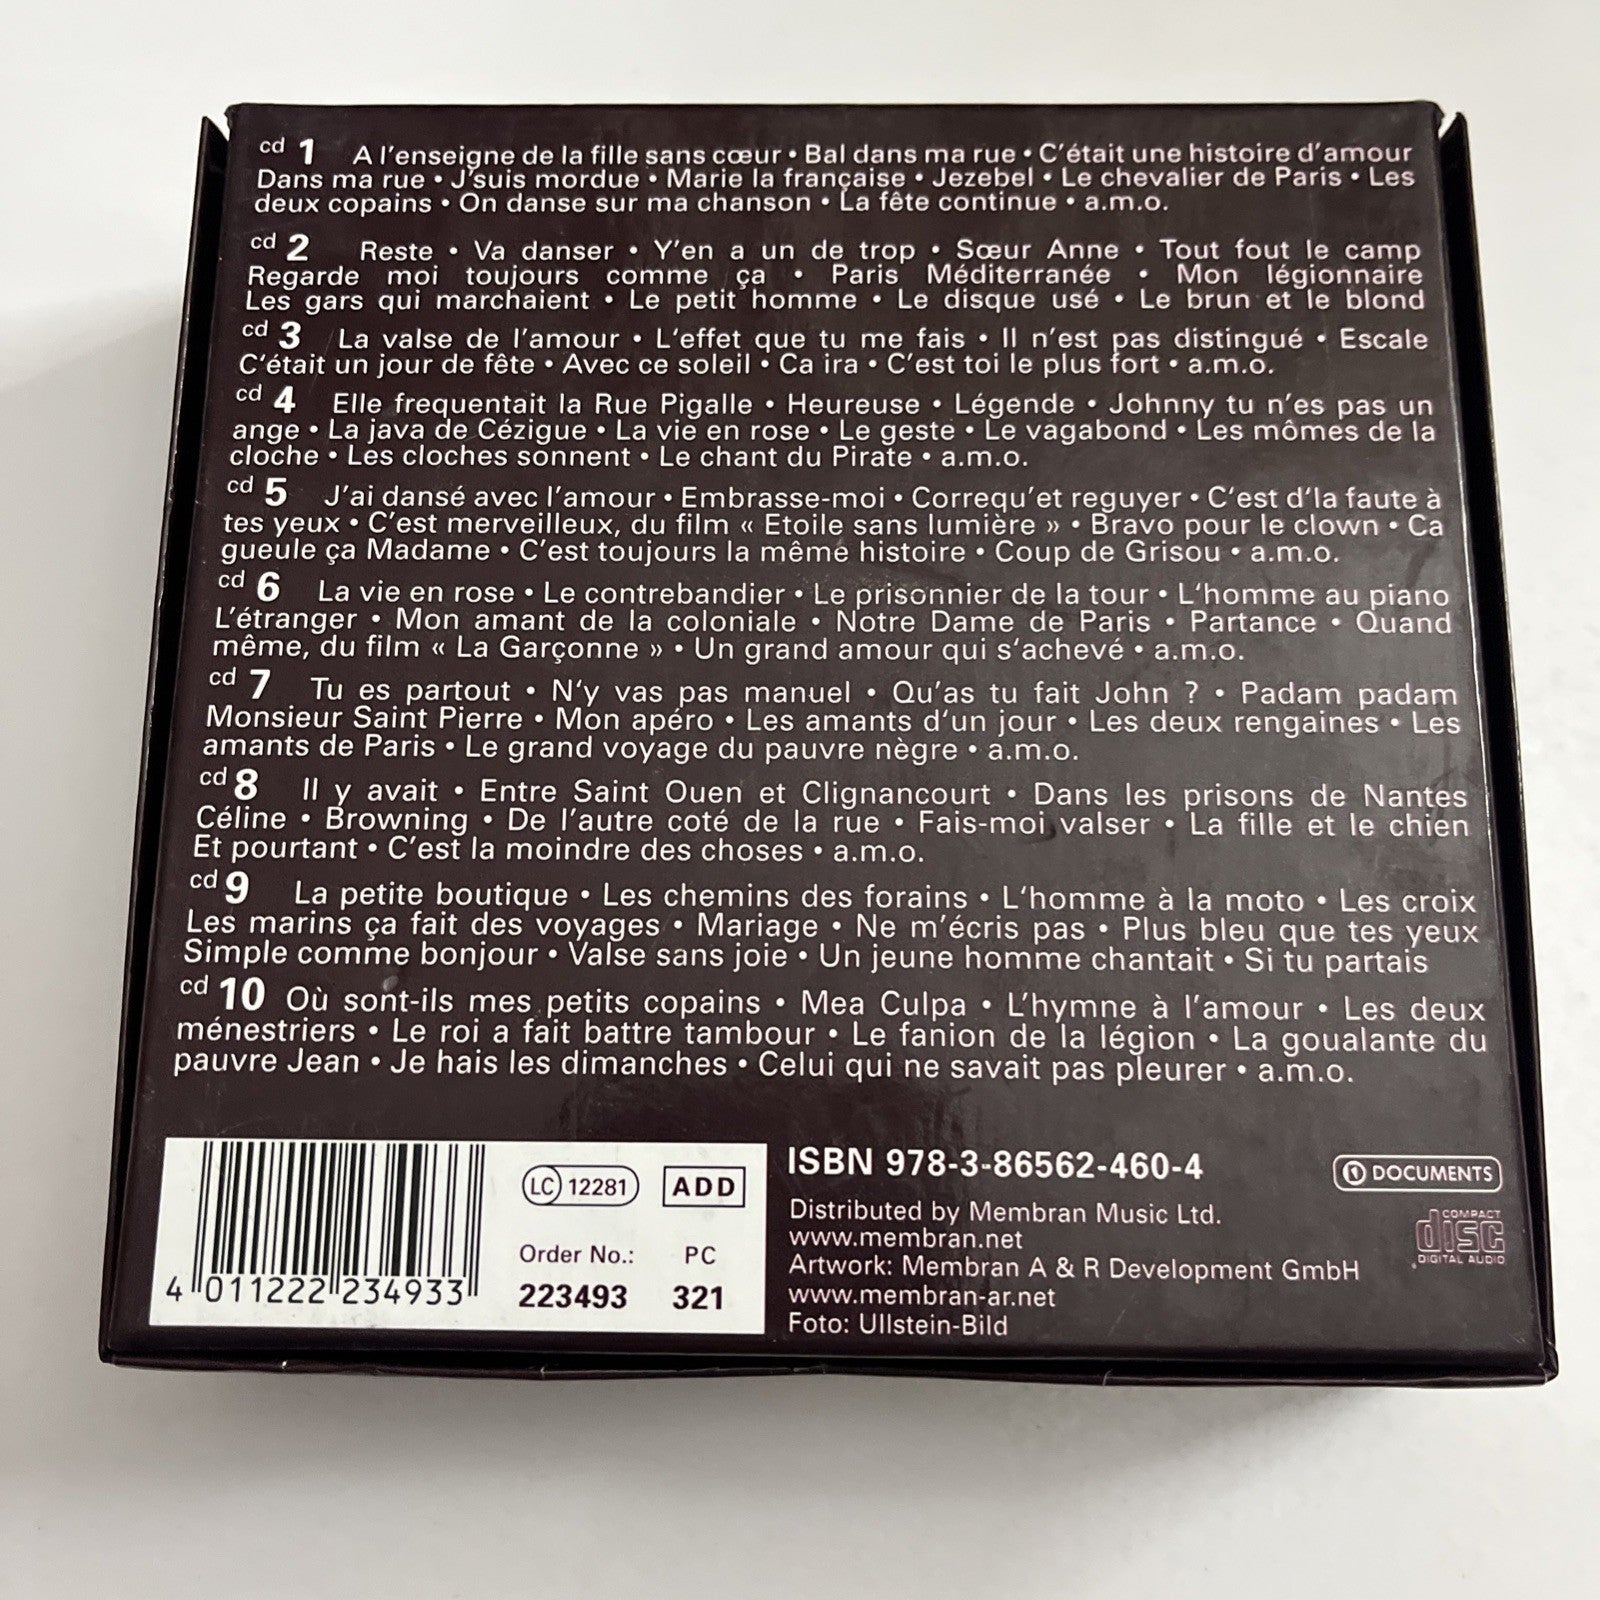 cd 1 A l'enseigne de la fille sans cœur • Bal dans ma rue • C'était une histoire d'amour
Dans ma rue • J'suis mordue • Marie la française • Jezebel • Le chevalier de Paris • Les
deux copains • On danse sur ma chanson • La fête continue • a.m.o.
cd 2 Reste • Va danser • Y'en a un de trop • Sœur Anne • Tout fout le camp
Regarde moi toujours comme ça • Paris Méditerranée • Mon légionnaire
Les gars qui marchaient • Le petit homme • Le disque usé • Le brun et le blond
cd 3 La valse de l'amour • L'effet que tu me fais • Il n'est pas distingué • Escale
C'était un jour de fête • Avec ce soleil • Ca ira • C'est toi le plus fort • a.m.o.
cd 4 Elle frequentait la Rue Pigalle • Heureuse • Légende • Johnny tu n'es pas un
ange • La java de Cézigue • La vie en rose • Le geste • Le vagabond • Les mômes de la
cloche • Les cloches sonnent • Le chant du Pirate • a.m.o.
cd 5 J'ai dansé avec l'amour • Embrasse-moi • Correqu'et reguyer • C'est d'la faute à
tes yeux • C'est merveilleux, du film « Etoile sans lumière » • Bravo pour le clown • Ca
gueule ça Madame • C'est toujours la même histoire • Coup de Grisou • a.m.o.
cd 6 La vie en rose • Le contrebandier • Le prisonnier de la tour • L'homme au piano
L'étranger • Mon amant de la coloniale • Notre Dame de Paris • Partance • Quand
même, du film « La Garçonne » • Un grand amour qui s'achevé • a.m.o.
cd 7 Tu es partout • N'y vas pas manuel • Qu'as tu fait John ? • Padam padam
Monsieur Saint Pierre • Mon apéro • Les amants d'un jour • Les deux rengaines • Les
amants de Paris • Le grand voyage du pauvre nègre • a.m.o.
cd 8 Il y avait • Entre Saint Ouen et Clignancourt • Dans les prisons de Nantes
Céline • Browning • De l'autre coté de la rue • Fais-moi valser • La fille et le chien
Et pourtant • C'est la moindre des choses • a.m.o.
cd 9 La petite boutique • Les chemins des forains • L'homme à la moto • Les croix
Les marins ça fait des voyages • Mariage • Ne m'écris pas • Plus bleu que tes yeux
Simple comme bonjour • Valse sans joie • Un jeune homme chantait • Si tu partais
cd 10 Où sont-ils mes petits copains • Mea Culpa • L'hymne à l'amour • Les deux
ménestriers • Le roi a fait battre tambour • Le fanion de la légion • La goualante du
pauvre Jean • Je hais les dimanches • Celui qui ne savait pas pleurer • a.m.o.
LC 12281 ADD
Order No.: PC
223493 321
4 011222 234933
ISBN 978-3-86562-460-4
Distributed by Membran Music Ltd.
www.membran.net
Artwork: Membran A & R Development GmbH
www.membran-ar.net
Foto: Ullstein-Bild
DOCUMENTS
COMPACT
disc
DIGITAL AUDIO